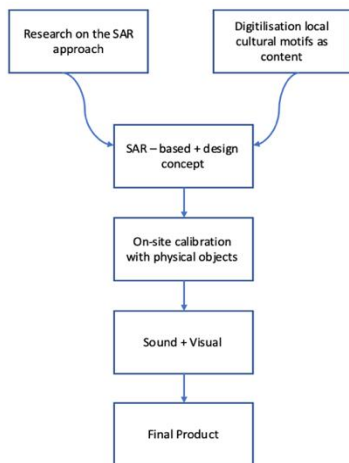 Research on the SAR
approach
Digitilisation local
cultural motifs as
content
SAR – based + design
concept
On-site calibration
with physical objects
Sound + Visual
Final Product